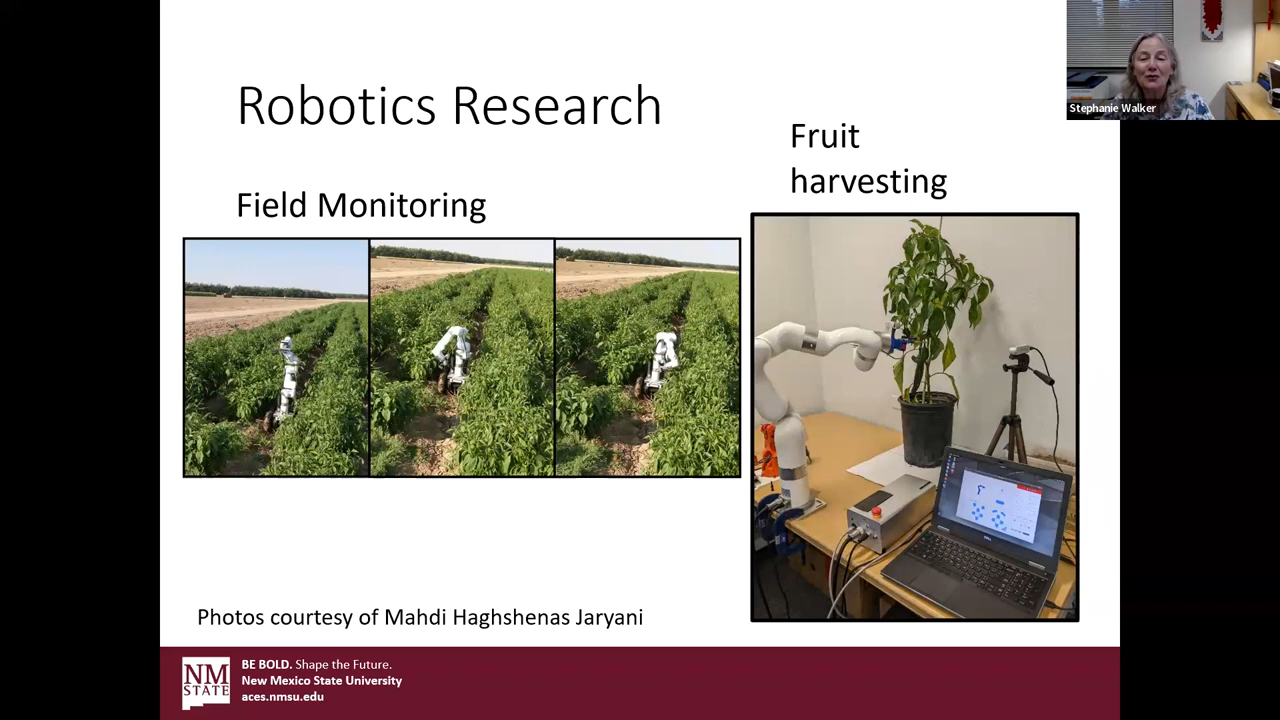 Robotics Research
Stephanie Walker
Fruit
harvesting
Field Monitoring
DELL
Photos courtesy of Mahdi Haghshenas Jaryani
NM
STATE
BE BOLD. Shape the Future.
New Mexico State University
aces.nmsu.edu